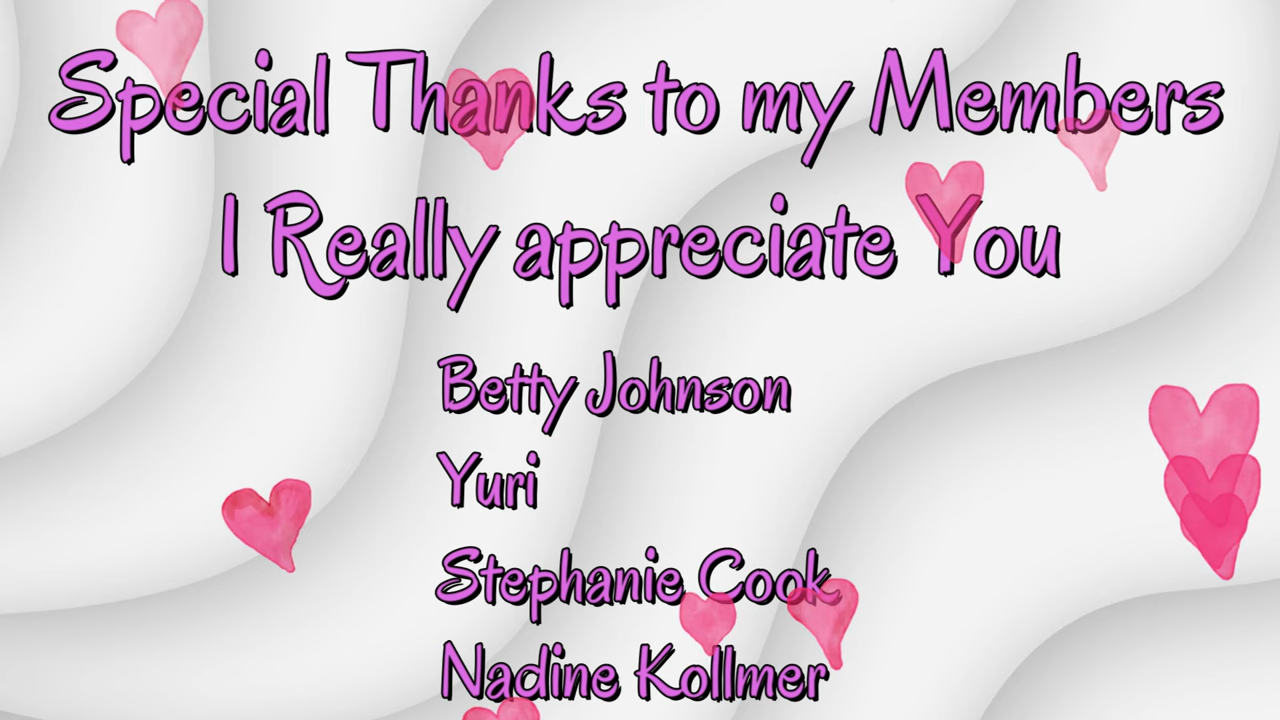 Special Thanks to my Members
I Really appreciate You
Betty Johnson
Yuri
Stephanie Cook
Nadine Kollmer